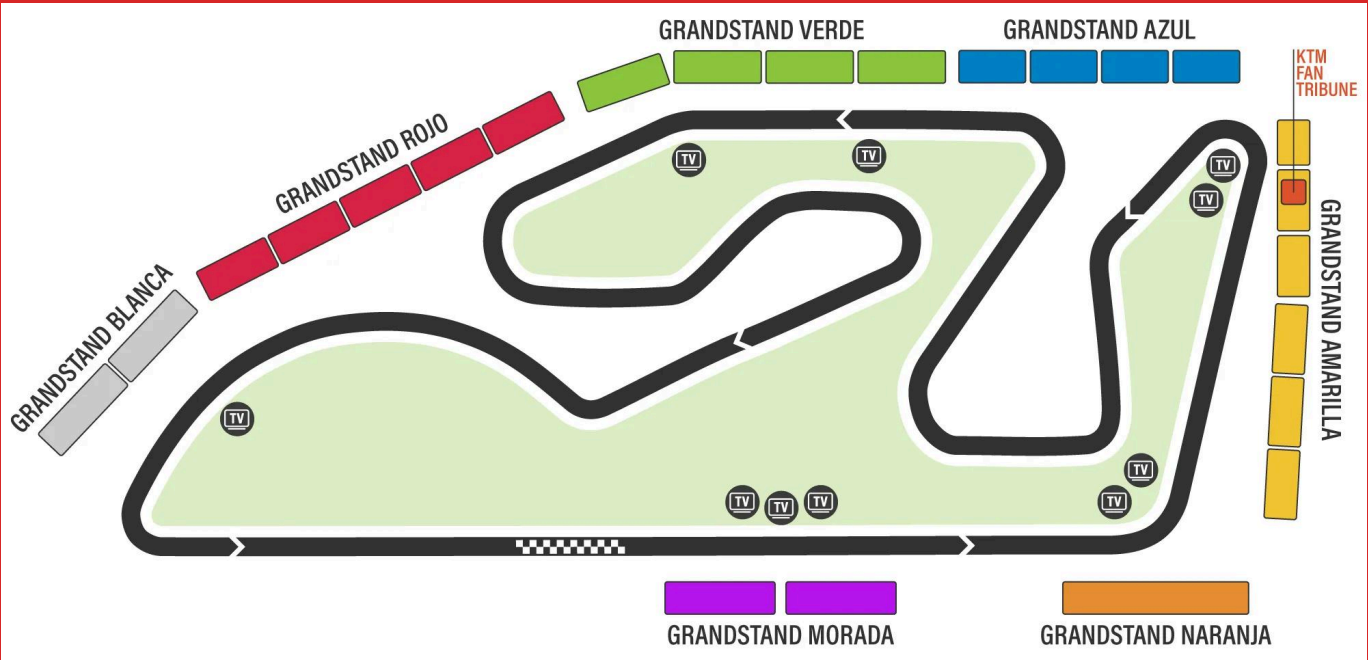 GRANDSTAND VERDE
GRANDSTAND AZUL
KTM
FAN
TRIBUNE
GRANDSTAND ROJO
TV
TV
TV
TV
GRANDSTAND AMARILLA
GRANDSTAND BLANCA
TV
TV
TV
TV
TV
TV
GRANDSTAND MORADA
GRANDSTAND NARANJA